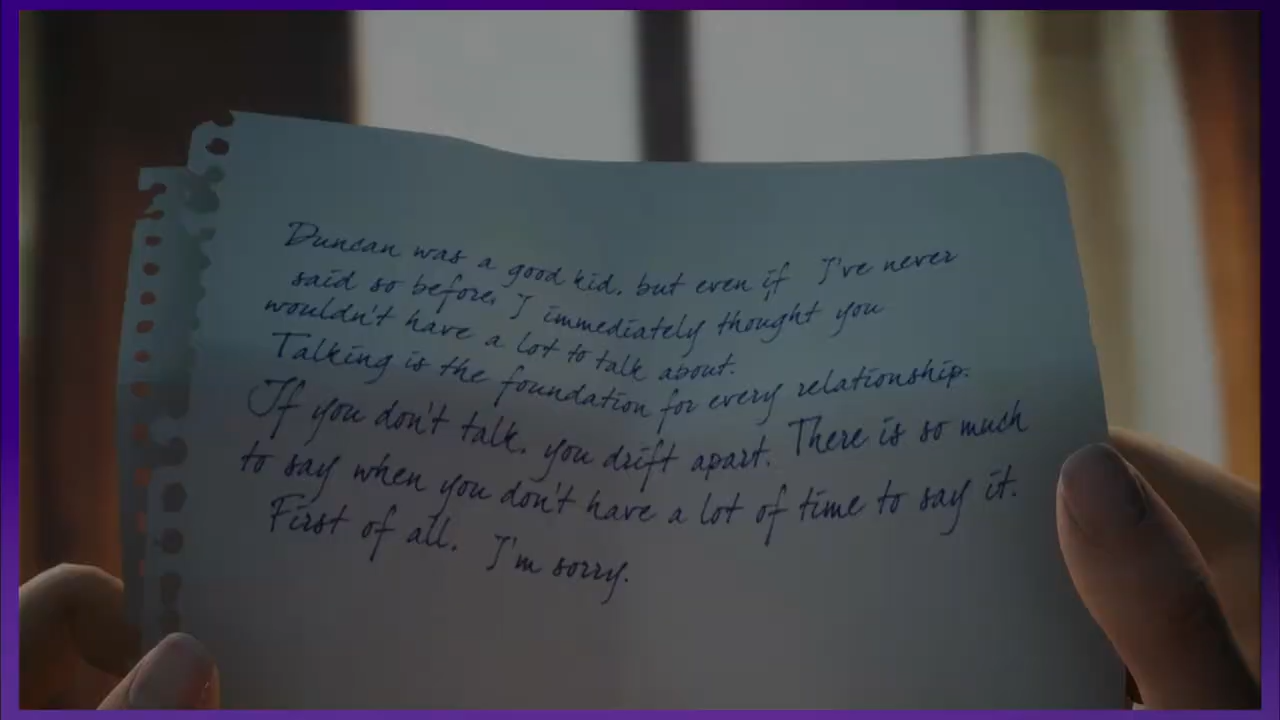 Duncan was a good kid, but even if I've never
said so before, I immediately thought you
wouldn't have a lot to talk about.
Talking is the foundation for every relationship.
If you don't talk, you drift apart. There is so much
to say when you don't have a lot of time to say it.
First of all, I'm sorry.